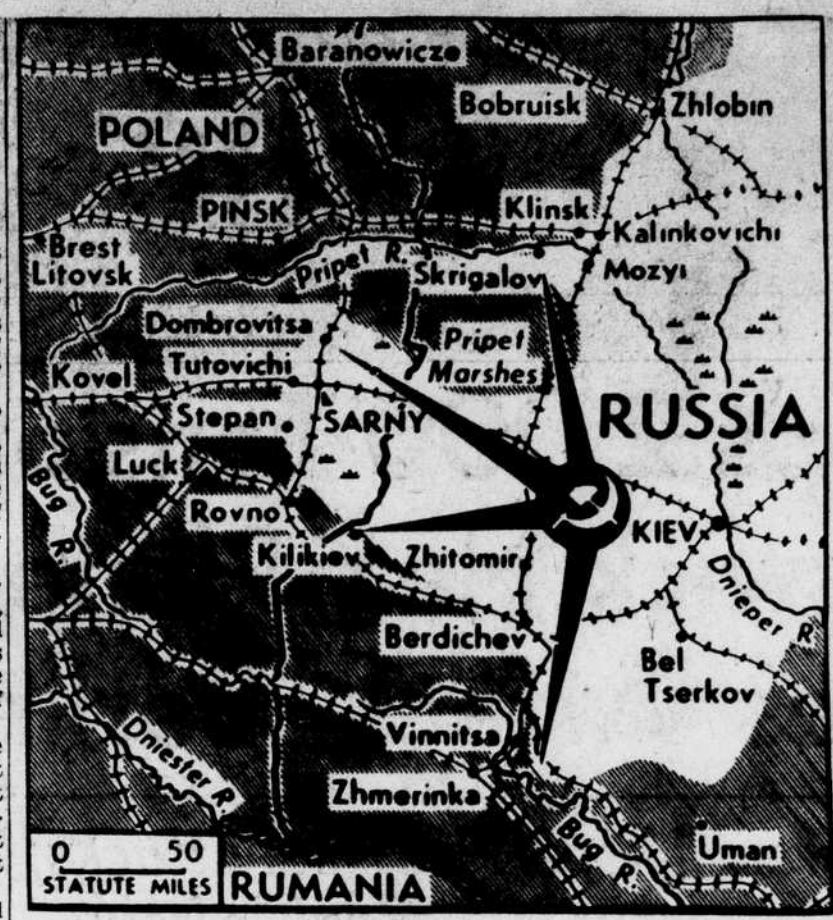 Baranowicze
Bobruisk
Zhlobin
POLAND
PINSK
Klinsk
Kalinkovichi
Brest
Litovsk
Pripet R.
Skrigalov
Mozyi
Dombrovitsa
Pripet
Marshes
Kovel
Tutovichi
Stepan
SARNY
RUSSIA
Luck
Bug R.
Rovno
KIEV
Kilikiev
Zhitomir
Dnieper R.
Berdichev
Bel
Tserkov
Vinnitsa
Dniester R.
Zhmerinka
Bug R.
Uman
0 50
STATUTE MILES
RUMANIA